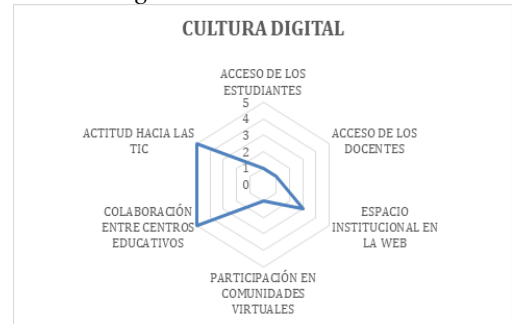 CULTURA DIGITAL
ACCESO DE LOS
ESTUDIANTES
5
4
3
2
1
0
ACTITUD HACIA LAS
TIC
ACCESO DE LOS
DOCENTES
COLABORACIÓN
ENTRE CENTROS
EDUCATIVOS
ESPACIO
INSTITUCIONAL EN
LA WEB
PARTICIPACIÓN EN
COMUNIDADES
VIRTUALES